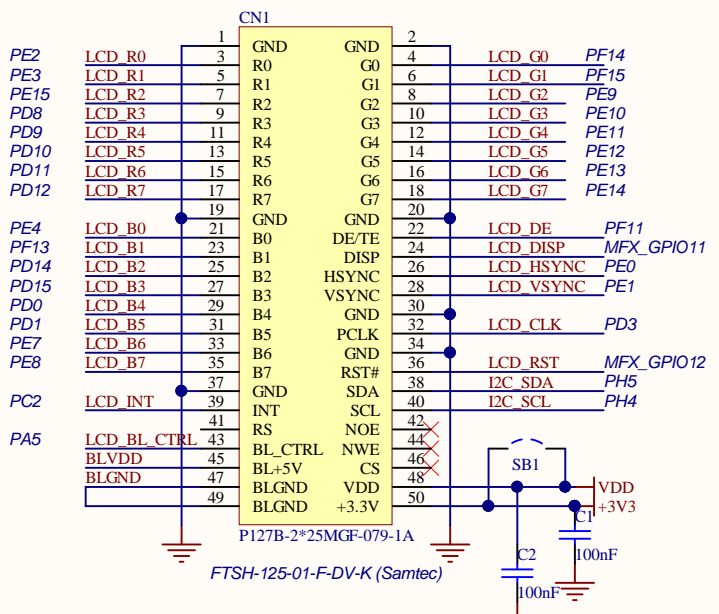 CN1
1 GND GND 2
PE2 LCD_R0 3 R0 G0 4 LCD_G0 PF14
PE3 LCD_R1 5 R1 G1 6 LCD_G1 PF15
PE15 LCD_R2 7 R2 G2 8 LCD_G2 PE9
PD8 LCD_R3 9 R3 G3 10 LCD_G3 PE10
PD9 LCD_R4 11 R4 G4 12 LCD_G4 PE11
PD10 LCD_R5 13 R5 G5 14 LCD_G5 PE12
PD11 LCD_R6 15 R6 G6 16 LCD_G6 PE13
PD12 LCD_R7 17 R7 G7 18 LCD_G7 PE14
19 GND GND 20
PE4 LCD_B0 21 B0 DE/TE 22 LCD_DE PF11
PF13 LCD_B1 23 B1 DISP 24 LCD_DISP MFX_GPIO11
PD14 LCD_B2 25 B2 HSYNC 26 LCD_HSYNC PE0
PD15 LCD_B3 27 B3 VSYNC 28 LCD_VSYNC PE1
PD0 LCD_B4 29 B4 GND 30
PD1 LCD_B5 31 B5 PCLK 32 LCD_CLK PD3
PE7 LCD_B6 33 B6 GND 34
PE8 LCD_B7 35 B7 RST# 36 LCD_RST MFX_GPIO12
37 GND SDA 38 I2C_SDA PH5
PC2 LCD_INT 39 INT SCL 40 I2C_SCL PH4
41 RS NOE 42
PA5 LCD_BL_CTRL 43 BL_CTRL NWE 44
BLVDD 45 BL+5V CS 46 SB1
BLGND 47 BLGND VDD 48 VDD
49 BLGND +3.3V 50 +3V3
C1
P127B-2*25MGF-079-1A
C2 100nF
FTSH-125-01-F-DV-K (Samtec)
100nF